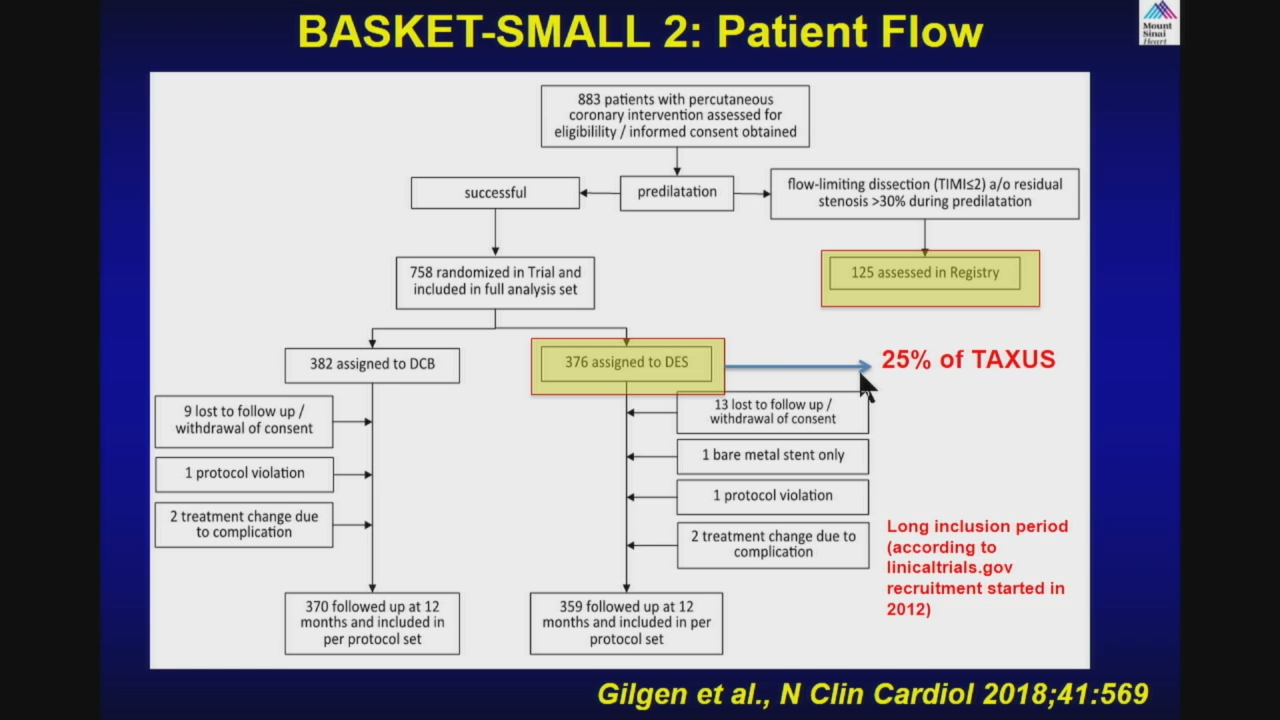 BASKET-SMALL 2: Patient Flow
Mount
Sinai
Heart
883 patients with percutaneous
coronary intervention assessed for
eligibilility / informed consent obtained
successful
predilatation
flow-limiting dissection (TIMI≤2) a/o residual
stenosis >30% during predilatation
758 randomized in Trial and
included in full analysis set
125 assessed in Registry
382 assigned to DCB
376 assigned to DES
25% of TAXUS
9 lost to follow up /
withdrawal of consent
13 lost to follow up /
withdrawal of consent
1 bare metal stent only
1 protocol violation
1 protocol violation
2 treatment change due
to complication
2 treatment change due to
complication
Long inclusion period
(according to
linicaltrials.gov
recruitment started in
2012)
370 followed up at 12
months and included in
per protocol set
359 followed up at 12
months and included in per
protocol set
Gilgen et al., N Clin Cardiol 2018;41:569